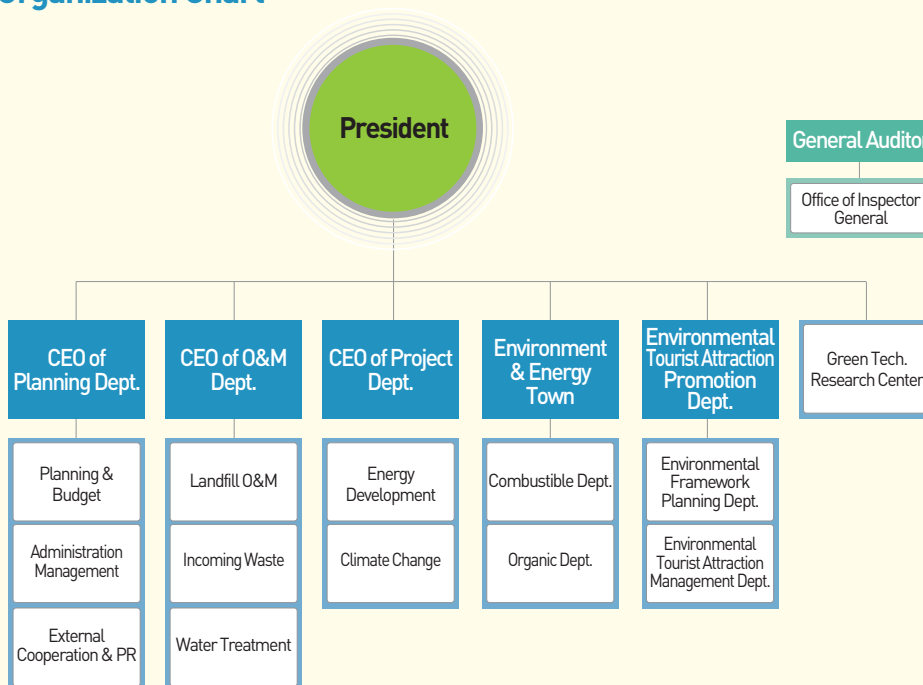 Organization Chart
President
General Auditor
Office of Inspector
General
CEO of
Planning Dept.
CEO of O&M
Dept.
CEO of Project
Dept.
Environment
& Energy
Town
Environmental
Tourist Attraction
Promotion
Dept.
Green Tech.
Research Center
Planning &
Budget
Administration
Management
External
Cooperation & PR
Landfill O&M
Incoming Waste
Water Treatment
Energy
Development
Climate Change
Combustible Dept.
Organic Dept.
Environmental
Framework
Planning Dept.
Environmental
Tourist Attraction
Management Dept.